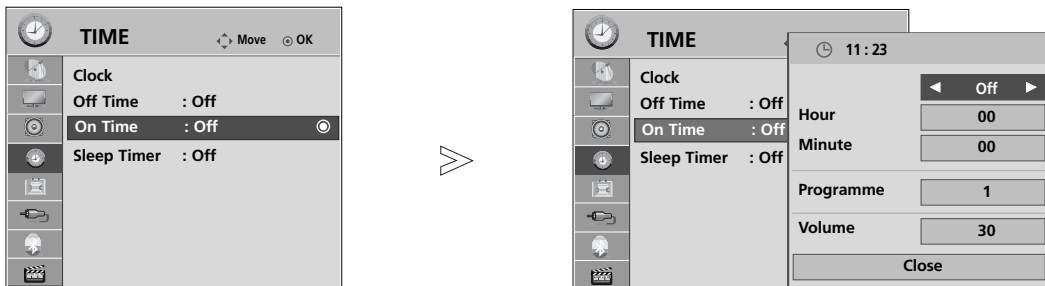 TIME Move OK
Clock
Off Time : Off
On Time : Off
Sleep Timer : Off
TIME
Clock
Off Time : Off
On Time : Off
Sleep Timer : Off
11 : 23
Off
Hour 00
Minute 00
Programme 1
Volume 30
Close